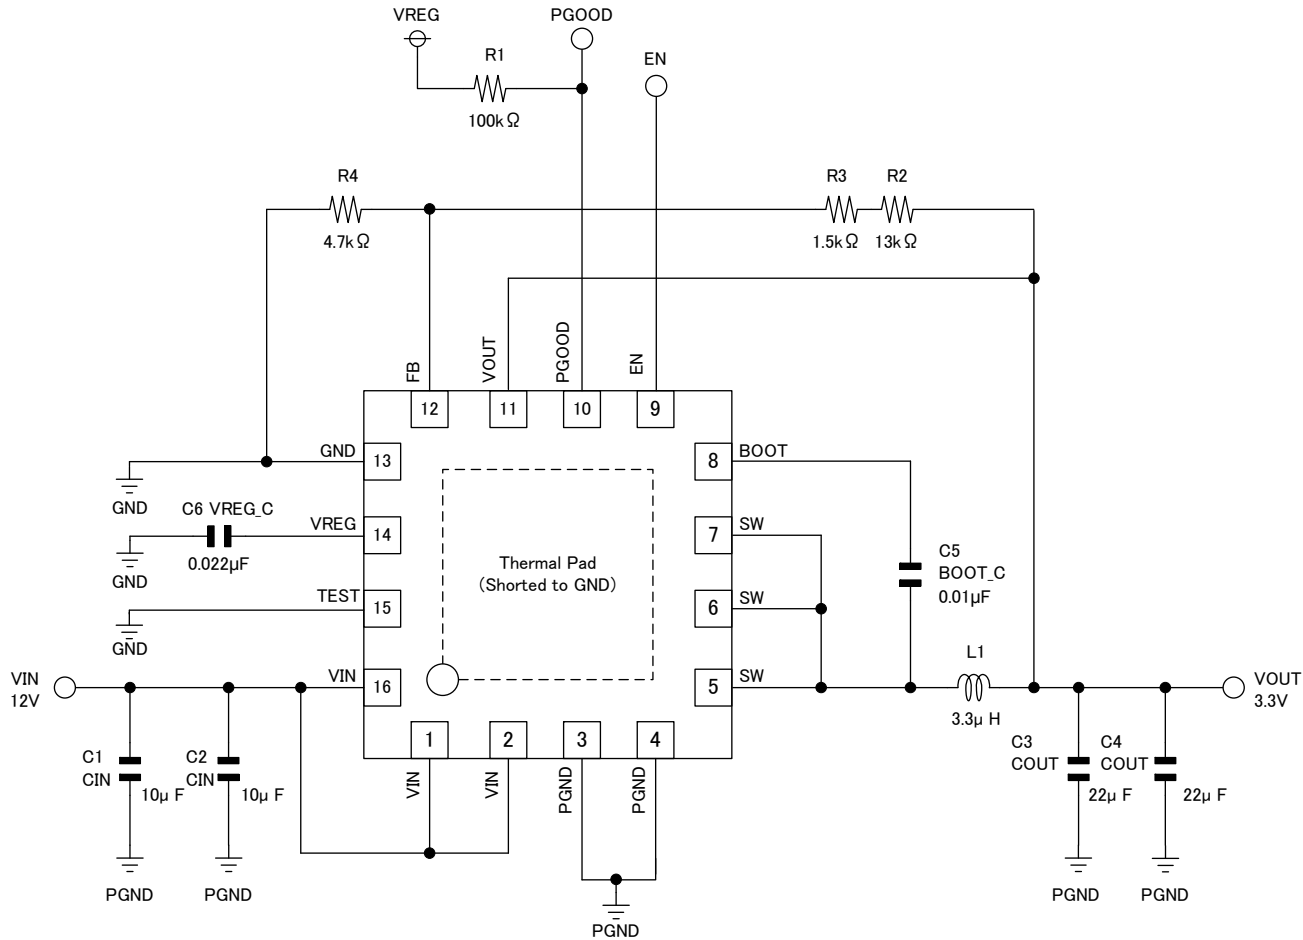 VREG
PGOOD
EN
R1
100kΩ
R4
4.7kΩ
R3
1.5kΩ
R2
13kΩ
FB
VOUT
PGOOD
EN
12
11
10
9
GND
13
GND
8
BOOT
C6 VREG_C
0.022µF
VREG
14
GND
7
SW
Thermal Pad
(Shorted to GND)
C5
BOOT_C
0.01µF
TEST
15
GND
6
SW
VIN
12V
VIN
16
5
SW
L1
3.3µ H
VOUT
3.3V
1
2
3
4
VIN
VIN
PGND
PGND
C1
CIN
10µ F
C2
CIN
10µ F
C3
COUT
22µ F
C4
COUT
22µ F
PGND
PGND
PGND
PGND
PGND